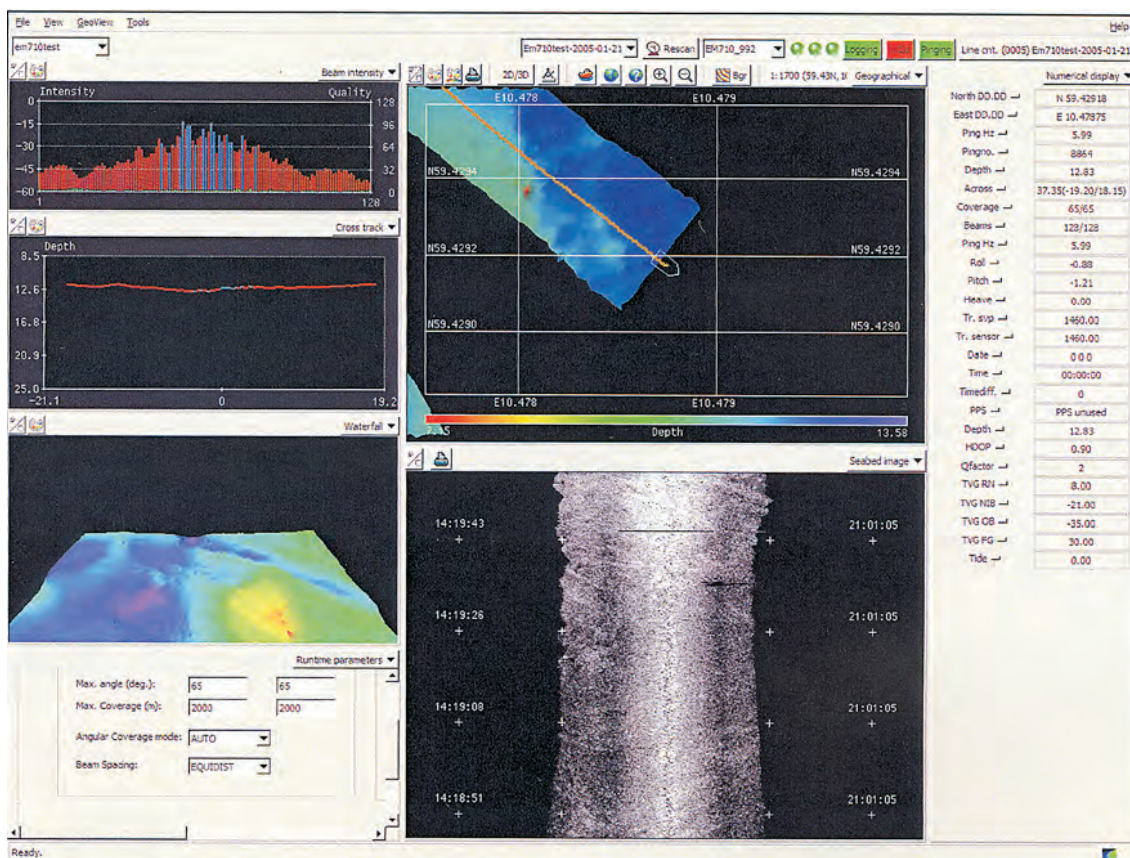 File View GeoView Tools Help
em710test Em710test-2005-01-21 Rescan EM710_992 Logging Pinging Line cnt. (0005) Em710test-2005-01-21
Beam intensity
Intensity Quality
0 128
-15 96
-30 64
-45 32
-60 0
1 128
Cross track
Depth
8.5
12.6
16.8
20.9
25.0
-21.1 0 19.2
Waterfall
Runtime parameters
Max. angle (deg.): 65 65
Max. Coverage (m): 2000 2000
Angular Coverage mode: AUTO
Beam Spacing: EQUIDIST
2D/3D Bgr 1:1700 (59.43N, Geographical
E10.478 E10.479
N59.4294 N59.4294
N59.4292 N59.4292
N59.4290 N59.4290
E10.478 E10.479
Depth 13.58
Seabed image
14:19:43 21:01:05
14:19:26 21:01:05
14:19:08 21:01:05
14:18:51 21:01:05
Numerical display
North DD.DD N 59.42918
East DD.DD E 10.47875
Ping Hz 5.99
Pingno. 8864
Depth 12.83
Across 37.35(-19.20/18.15)
Coverage 65/65
Beams 128/128
Ping Hz 5.99
Roll -0.88
Pitch -1.21
Heave 0.00
Tr. svp 1460.00
Tr. sensor 1460.00
Date 0 0 0
Time 00:00:00
Timediff. 0
PPS PPS unused
Depth 12.83
HDOP 0.90
Qfactor 2
TVG RN 8.00
TVG NIB -21.00
TVG OB -35.00
TVG FG 30.00
Tide 0.00
Ready.